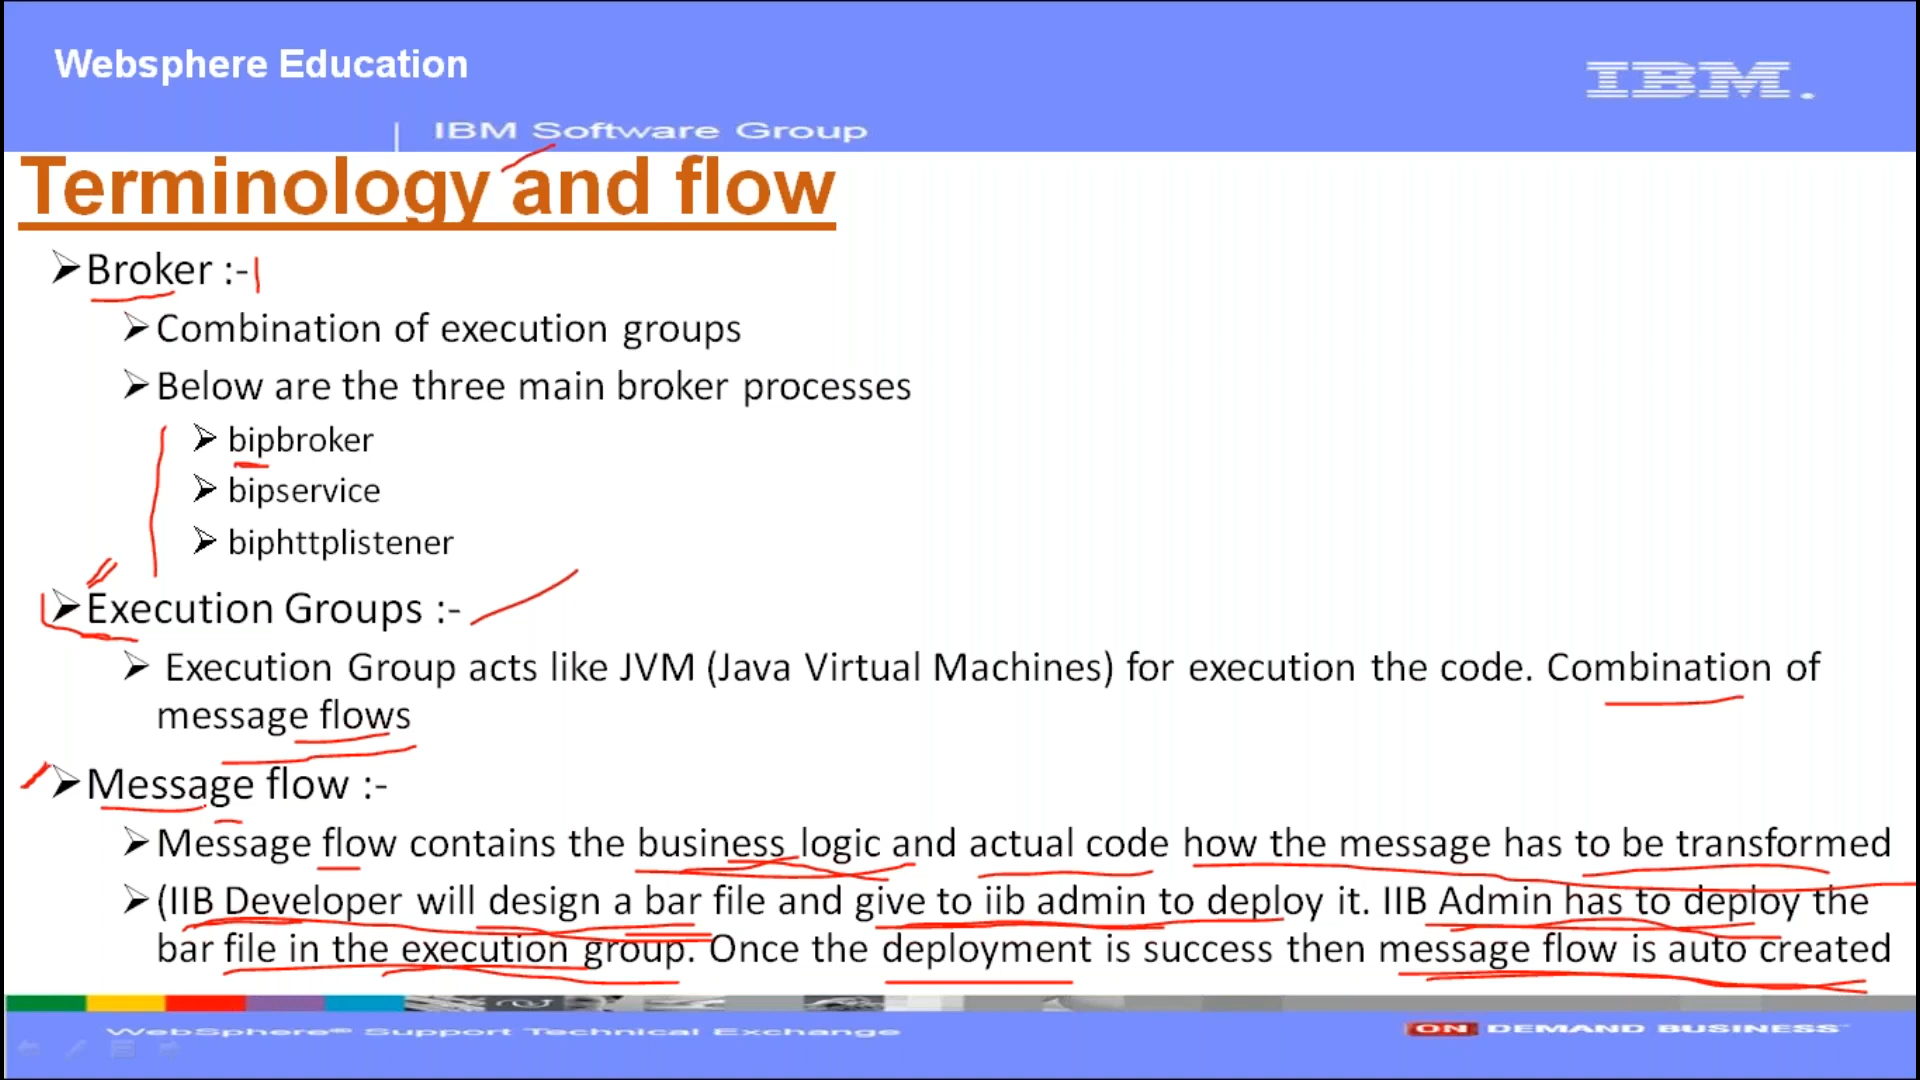 Websphere Education
IBM.
IBM Software Group
Terminology and flow
Broker :-
Combination of execution groups
Below are the three main broker processes
bipbroker
bipservice
biphttplistener
Execution Groups :-
Execution Group acts like JVM (Java Virtual Machines) for execution the code. Combination of
message flows
Message flow :-
Message flow contains the business logic and actual code how the message has to be transformed
(IIB Developer will design a bar file and give to iib admin to deploy it. IIB Admin has to deploy the
bar file in the execution group. Once the deployment is success then message flow is auto created
WebSphere® Support Technical Exchange
ON DEMAND BUSINESS™